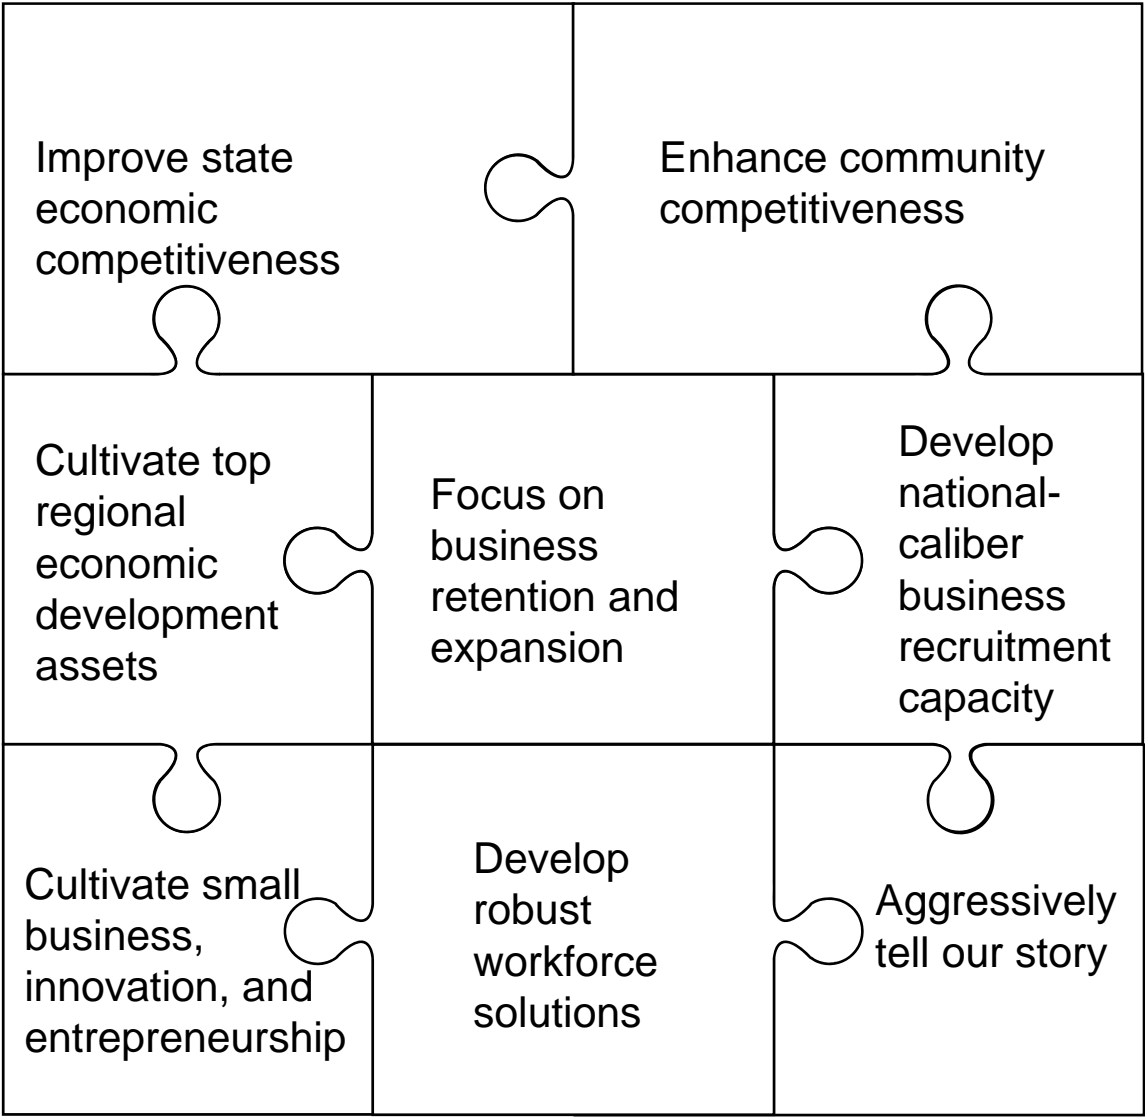 Improve state
economic
competitiveness
Enhance community
competitiveness
Cultivate top
regional
economic
development
assets
Focus on
business
retention and
expansion
Develop
national-
caliber
business
recruitment
capacity
Cultivate small
business,
innovation, and
entrepreneurship
Develop
robust
workforce
solutions
Aggressively
tell our story